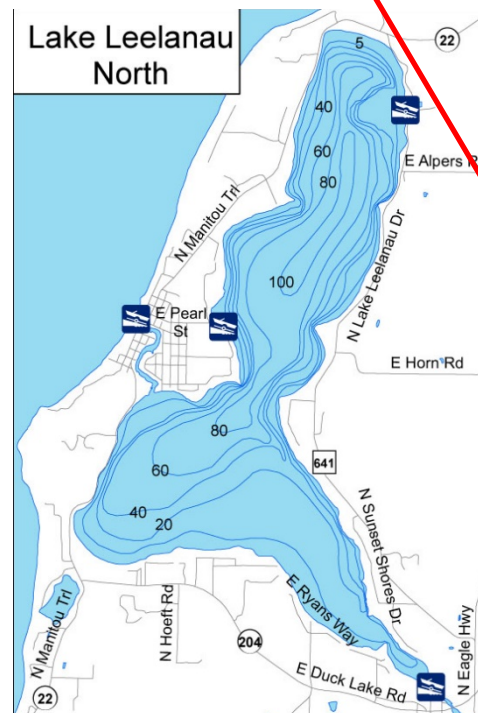 Lake Leelanau
North
5
22
40
E Alpers
60
80
N Manitou Trl
N Lake Leelanau Dr
100
E Pearl
St
E Horn Rd
80
641
60
40
20
N Sunset Shores Dr
E Ryans Way
N Hoeft Rd
N Manitou Trl
204
N Eagle Hwy
E Duck Lake Rd
22